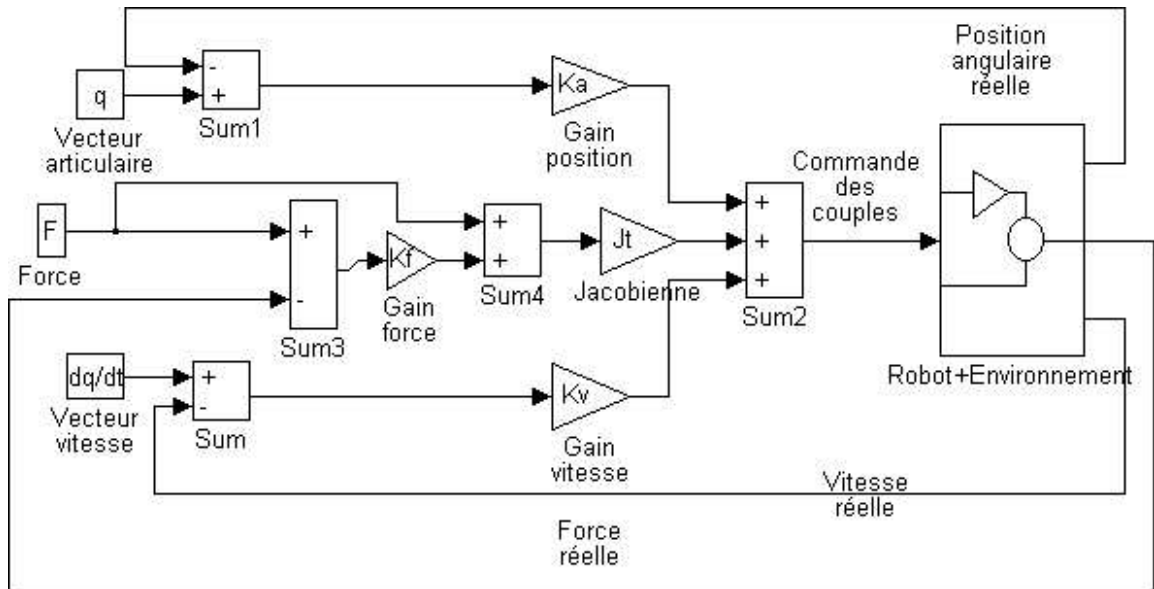 Position
angulaire
réelle
-
+
q
Sum1
Vecteur
articulaire
Ka
Gain
position
Commande
des
couples
F
Force
+
-
Sum3
Kf
Gain
force
+
+
Sum4
Jt
Jacobienne
+
+
+
Sum2
Robot+Environnement
dq/dt
Vecteur
vitesse
+
-
Sum
Kv
Gain
vitesse
Vitesse
réelle
Force
réelle